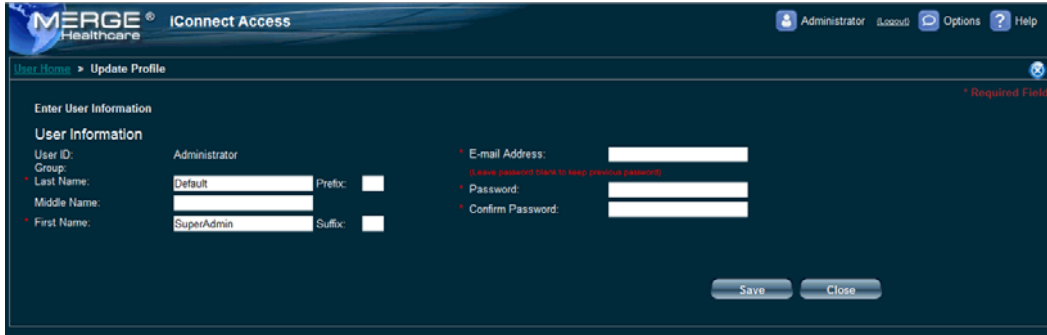 MERGE® iConnect Access
Healthcare
Administrator (Logout) Options ? Help
User Home > Update Profile
* Required Field
Enter User Information
User Information
User ID: Administrator
Group:
* Last Name: Default Prefix:
Middle Name:
* First Name: SuperAdmin Suffix:
* E-mail Address:
(Leave password blank to keep previous password)
* Password:
* Confirm Password:
Save Close